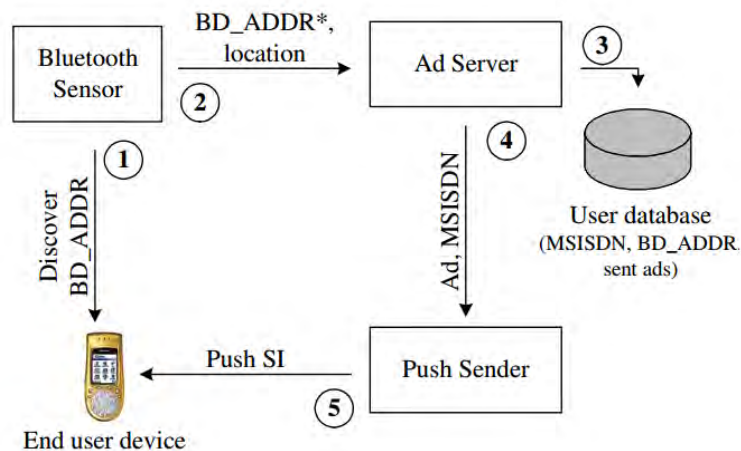 BD_ADDR*,
location
Bluetooth
Sensor
Ad Server
3
2
1
4
Discover
BD_ADDR
Ad, MSISDN
User database
(MSISDN, BD_ADDR,
sent ads)
Push SI
Push Sender
5
End user device